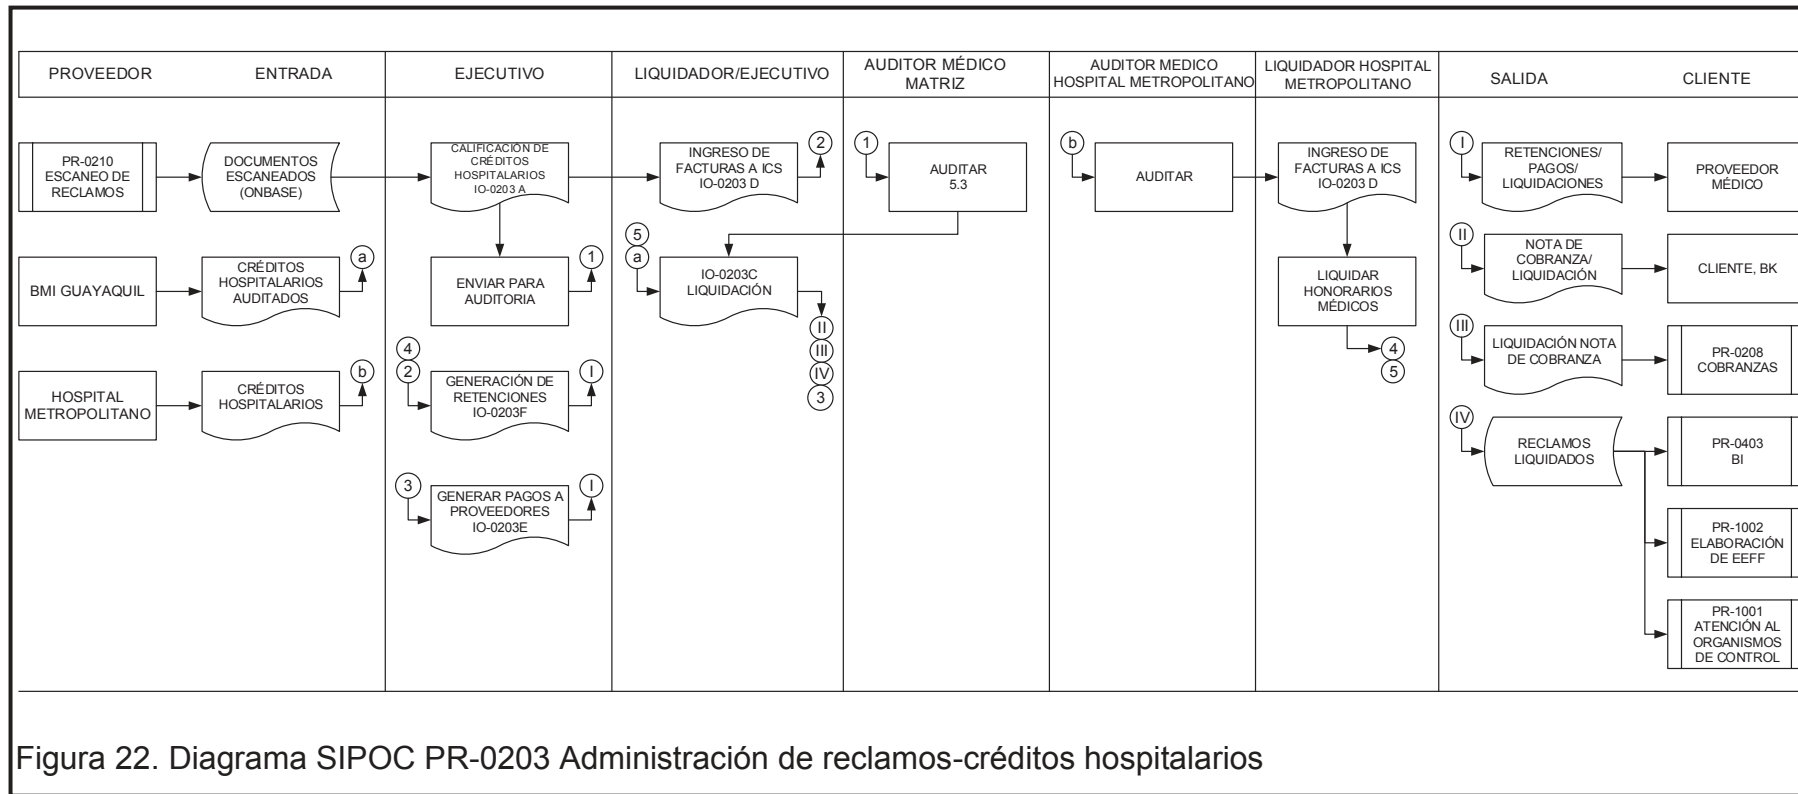 PROVEEDOR
ENTRADA
EJECUTIVO
LIQUIDADOR/EJECUTIVO
AUDITOR MÉDICO
MATRIZ
AUDITOR MEDICO
HOSPITAL METROPOLITANO
LIQUIDADOR HOSPITAL
METROPOLITANO
SALIDA
CLIENTE
PR-0210
ESCANEO DE
RECLAMOS
DOCUMENTOS
ESCANEADOS
(ONBASE)
CALIFICACIÓN DE
CRÉDITOS
HOSPITALARIOS
IO-0203 A
INGRESO DE
FACTURAS A ICS
IO-0203 D
2
1
AUDITAR
5.3
b
AUDITAR
INGRESO DE
FACTURAS A ICS
IO-0203 D
I
RETENCIONES/
PAGOS/
LIQUIDACIONES
PROVEEDOR
MÉDICO
BMI GUAYAQUIL
CRÉDITOS
HOSPITALARIOS
AUDITADOS
a
ENVIAR PARA
AUDITORIA
1
5
a
IO-0203C
LIQUIDACIÓN
II
III
IV
3
LIQUIDAR
HONORARIOS
MÉDICOS
4
5
II
NOTA DE
COBRANZA/
LIQUIDACIÓN
CLIENTE, BK
HOSPITAL
METROPOLITANO
CRÉDITOS
HOSPITALARIOS
b
4
2
GENERACIÓN DE
RETENCIONES
IO-0203F
I
III
LIQUIDACIÓN NOTA
DE COBRANZA
PR-0208
COBRANZAS
3
GENERAR PAGOS A
PROVEEDORES
IO-0203E
I
IV
RECLAMOS
LIQUIDADOS
PR-0403
BI
PR-1002
ELABORACIÓN
DE EEFF
PR-1001
ATENCIÓN AL
ORGANISMOS
DE CONTROL
Figura 22. Diagrama SIPOC PR-0203 Administración de reclamos-créditos hospitalarios